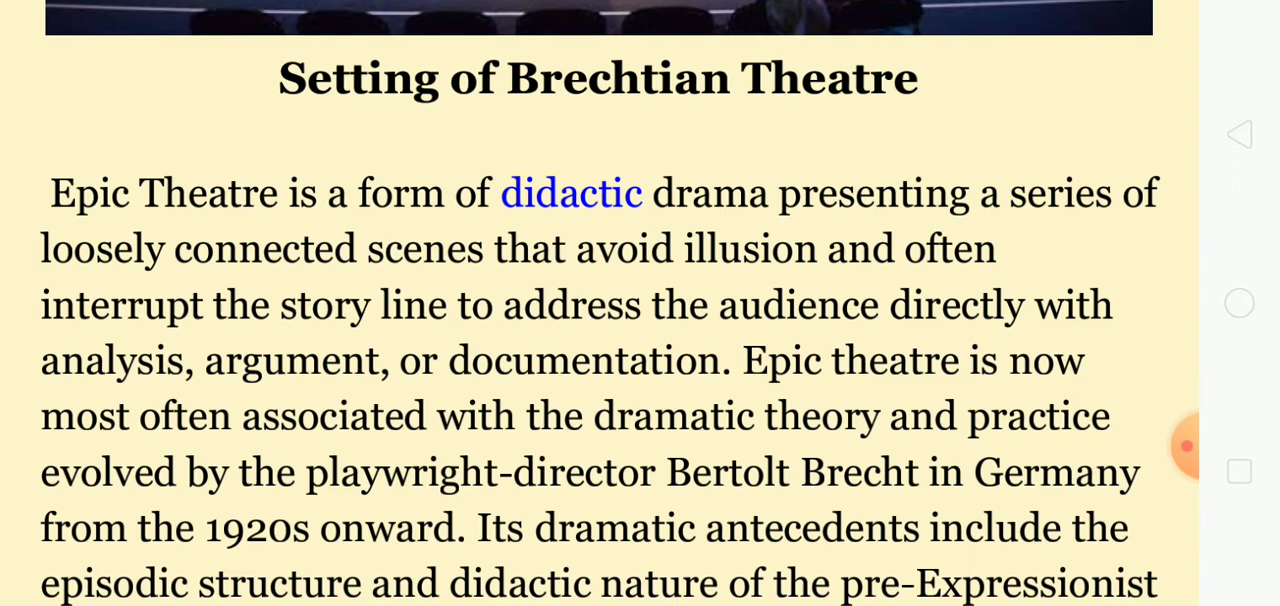 Setting of Brechtian Theatre
Epic Theatre is a form of didactic drama presenting a series of
loosely connected scenes that avoid illusion and often
interrupt the story line to address the audience directly with
analysis, argument, or documentation. Epic theatre is now
most often associated with the dramatic theory and practice
evolved by the playwright-director Bertolt Brecht in Germany
from the 1920s onward. Its dramatic antecedents include the
episodic structure and didactic nature of the pre-Expressionist